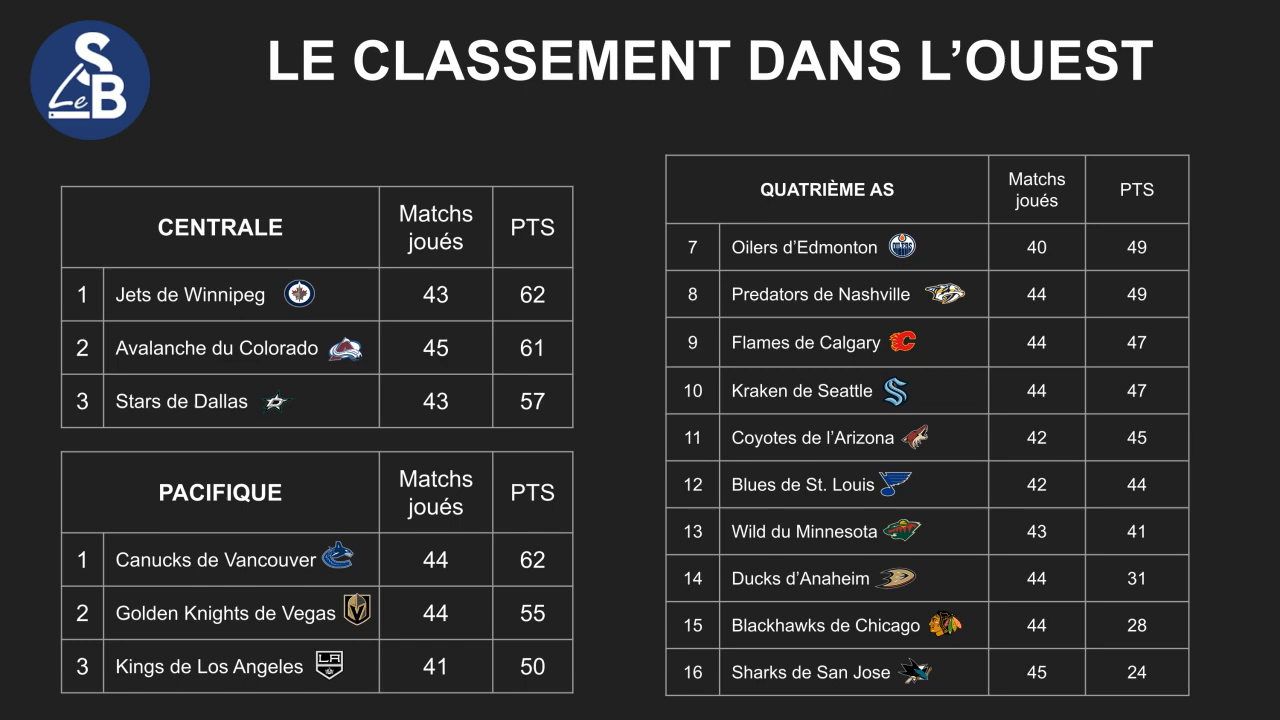 S
Le B
LE CLASSEMENT DANS L’OUEST
CENTRALE Matchs joués PTS
1 Jets de Winnipeg 43 62
2 Avalanche du Colorado 45 61
3 Stars de Dallas 43 57
PACIFIQUE Matchs joués PTS
1 Canucks de Vancouver 44 62
2 Golden Knights de Vegas 44 55
3 Kings de Los Angeles LA 41 50
QUATRIÈME AS Matchs joués PTS
7 Oilers d’Edmonton OILERS 40 49
8 Predators de Nashville 44 49
9 Flames de Calgary 44 47
10 Kraken de Seattle 44 47
11 Coyotes de l’Arizona 42 45
12 Blues de St. Louis 42 44
13 Wild du Minnesota 43 41
14 Ducks d’Anaheim 44 31
15 Blackhawks de Chicago 44 28
16 Sharks de San Jose 45 24